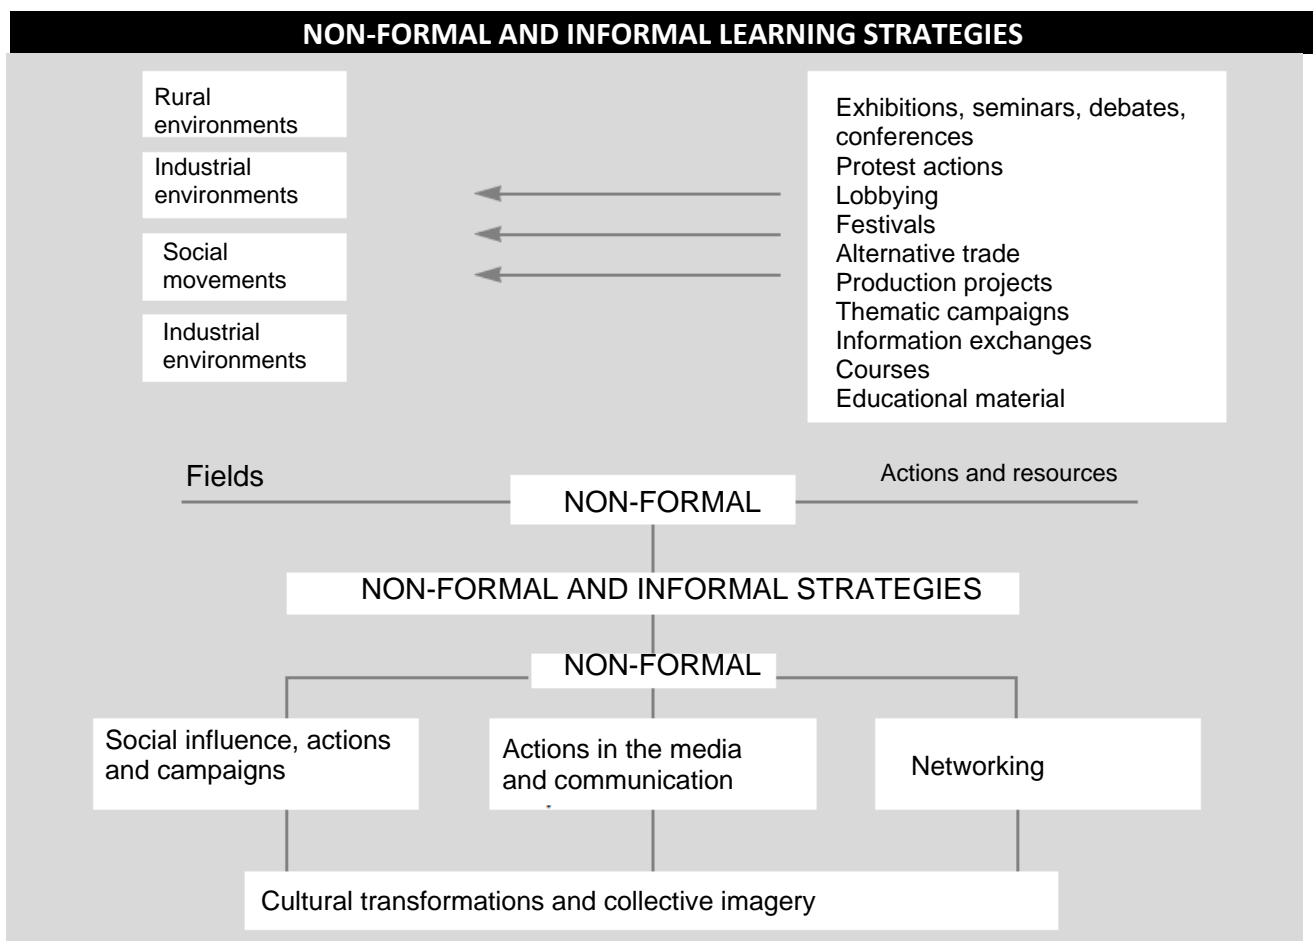 NON-FORMAL AND INFORMAL LEARNING STRATEGIES
Rural
environments
Industrial
environments
Social
movements
Industrial
environments
Exhibitions, seminars, debates,
conferences
Protest actions
Lobbying
Festivals
Alternative trade
Production projects
Thematic campaigns
Information exchanges
Courses
Educational material
Fields
Actions and resources
NON-FORMAL
NON-FORMAL AND INFORMAL STRATEGIES
NON-FORMAL
Social influence, actions
and campaigns
Actions in the media
and communication
Networking
Cultural transformations and collective imagery